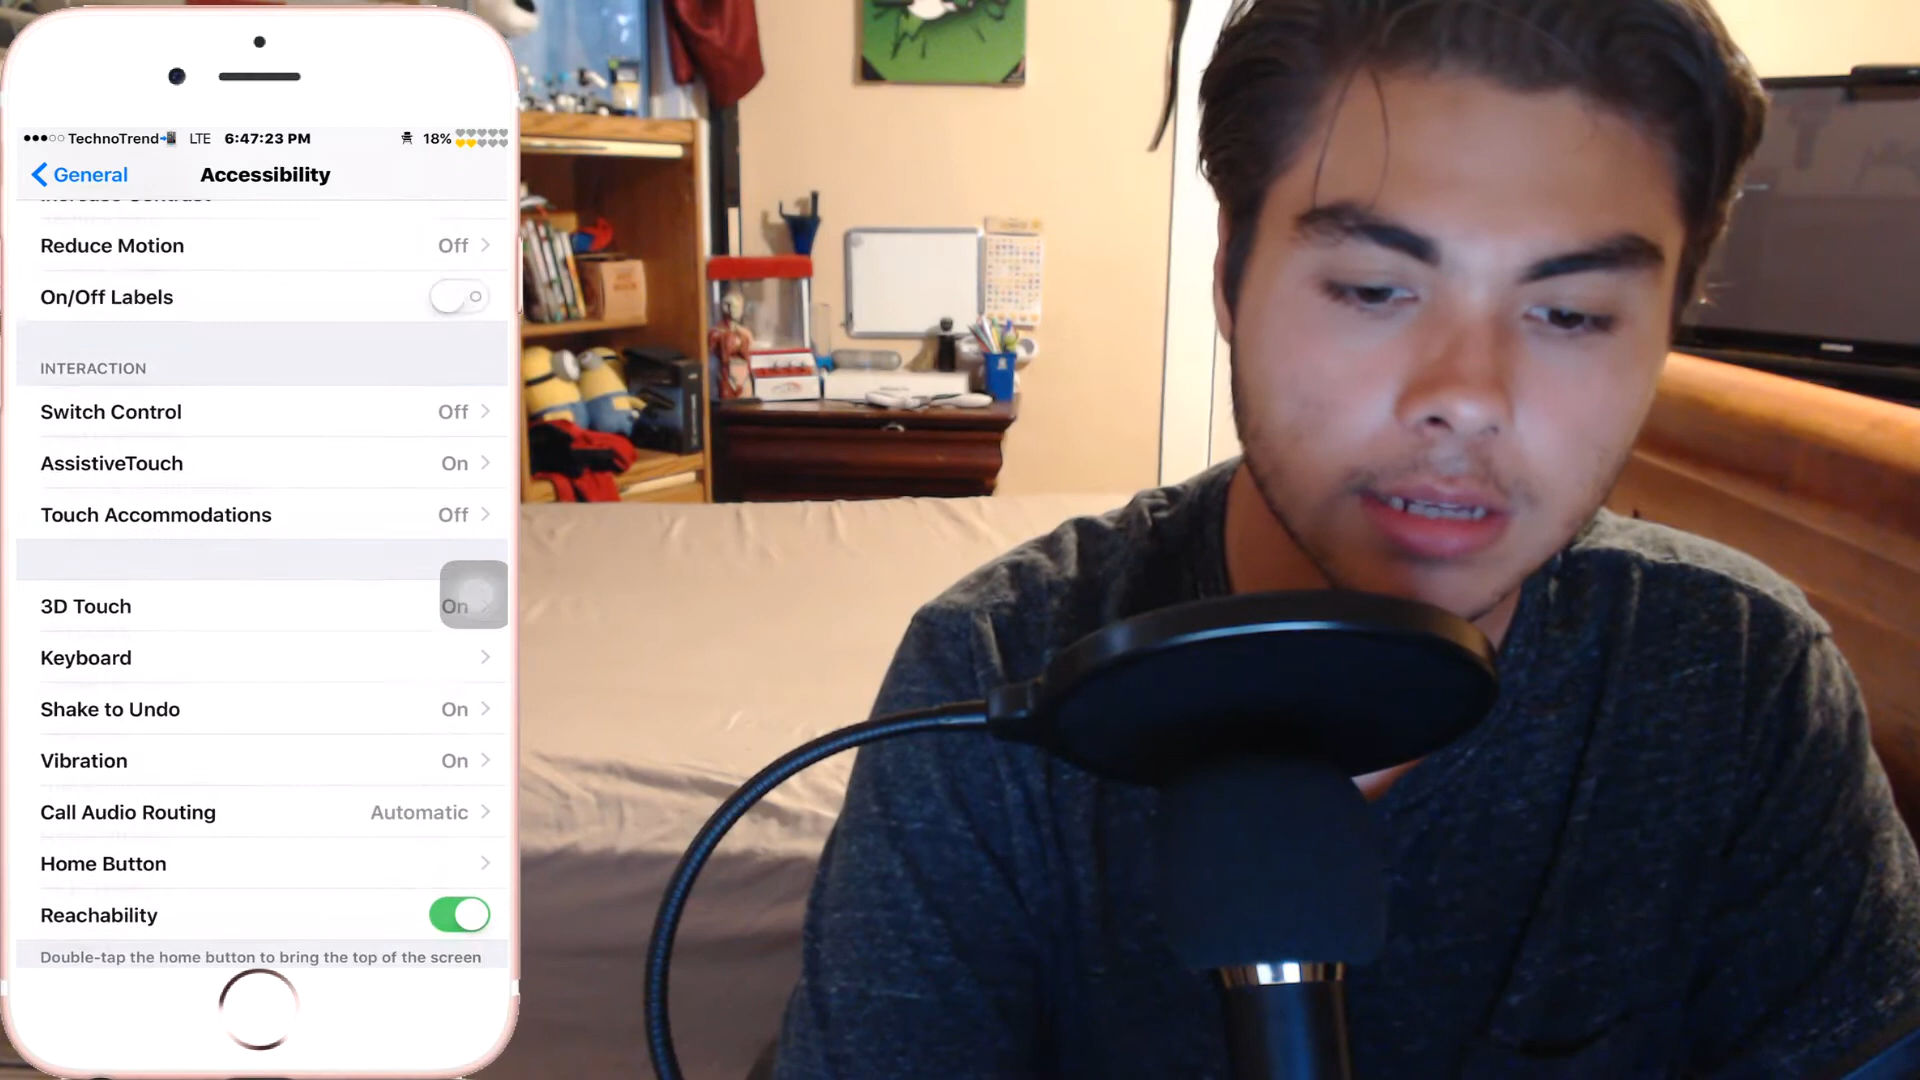 TechnoTrend LTE 6:47:23 PM 18%
General Accessibility
Increase Contrast
Reduce Motion Off
On/Off Labels
INTERACTION
Switch Control Off
AssistiveTouch On
Touch Accommodations Off
3D Touch On
Keyboard
Shake to Undo On
Vibration On
Call Audio Routing Automatic
Home Button
Reachability
Double-tap the home button to bring the top of the screen